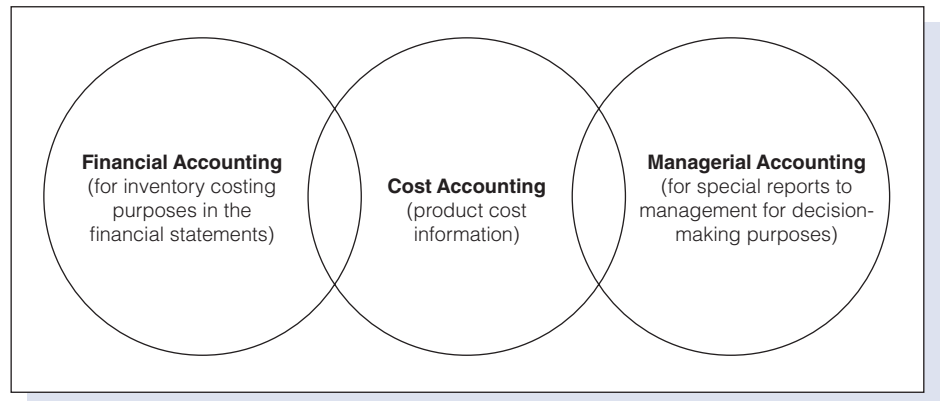 Financial Accounting
(for inventory costing
purposes in the
financial statements)
Cost Accounting
(product cost
information)
Managerial Accounting
(for special reports to
management for decision-
making purposes)